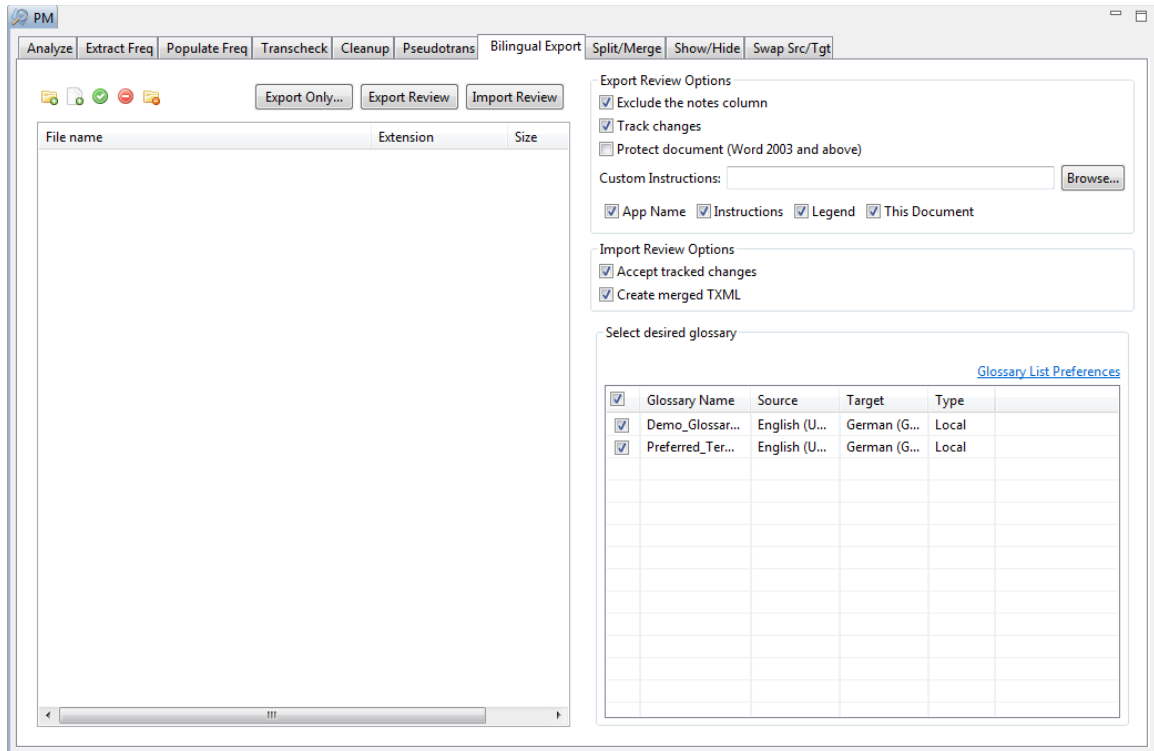 PM
Analyze Extract Freq Populate Freq Transcheck Cleanup Pseudotrans Bilingual Export Split/Merge Show/Hide Swap Src/Tgt
Export Only... Export Review Import Review
File name Extension Size
Export Review Options
Exclude the notes column
Track changes
Protect document (Word 2003 and above)
Custom Instructions: Browse...
App Name Instructions Legend This Document
Import Review Options
Accept tracked changes
Create merged TXML
Select desired glossary
Glossary List Preferences
Glossary Name Source Target Type
Demo_Glossar... English (U... German (G... Local
Preferred_Ter... English (U... German (G... Local